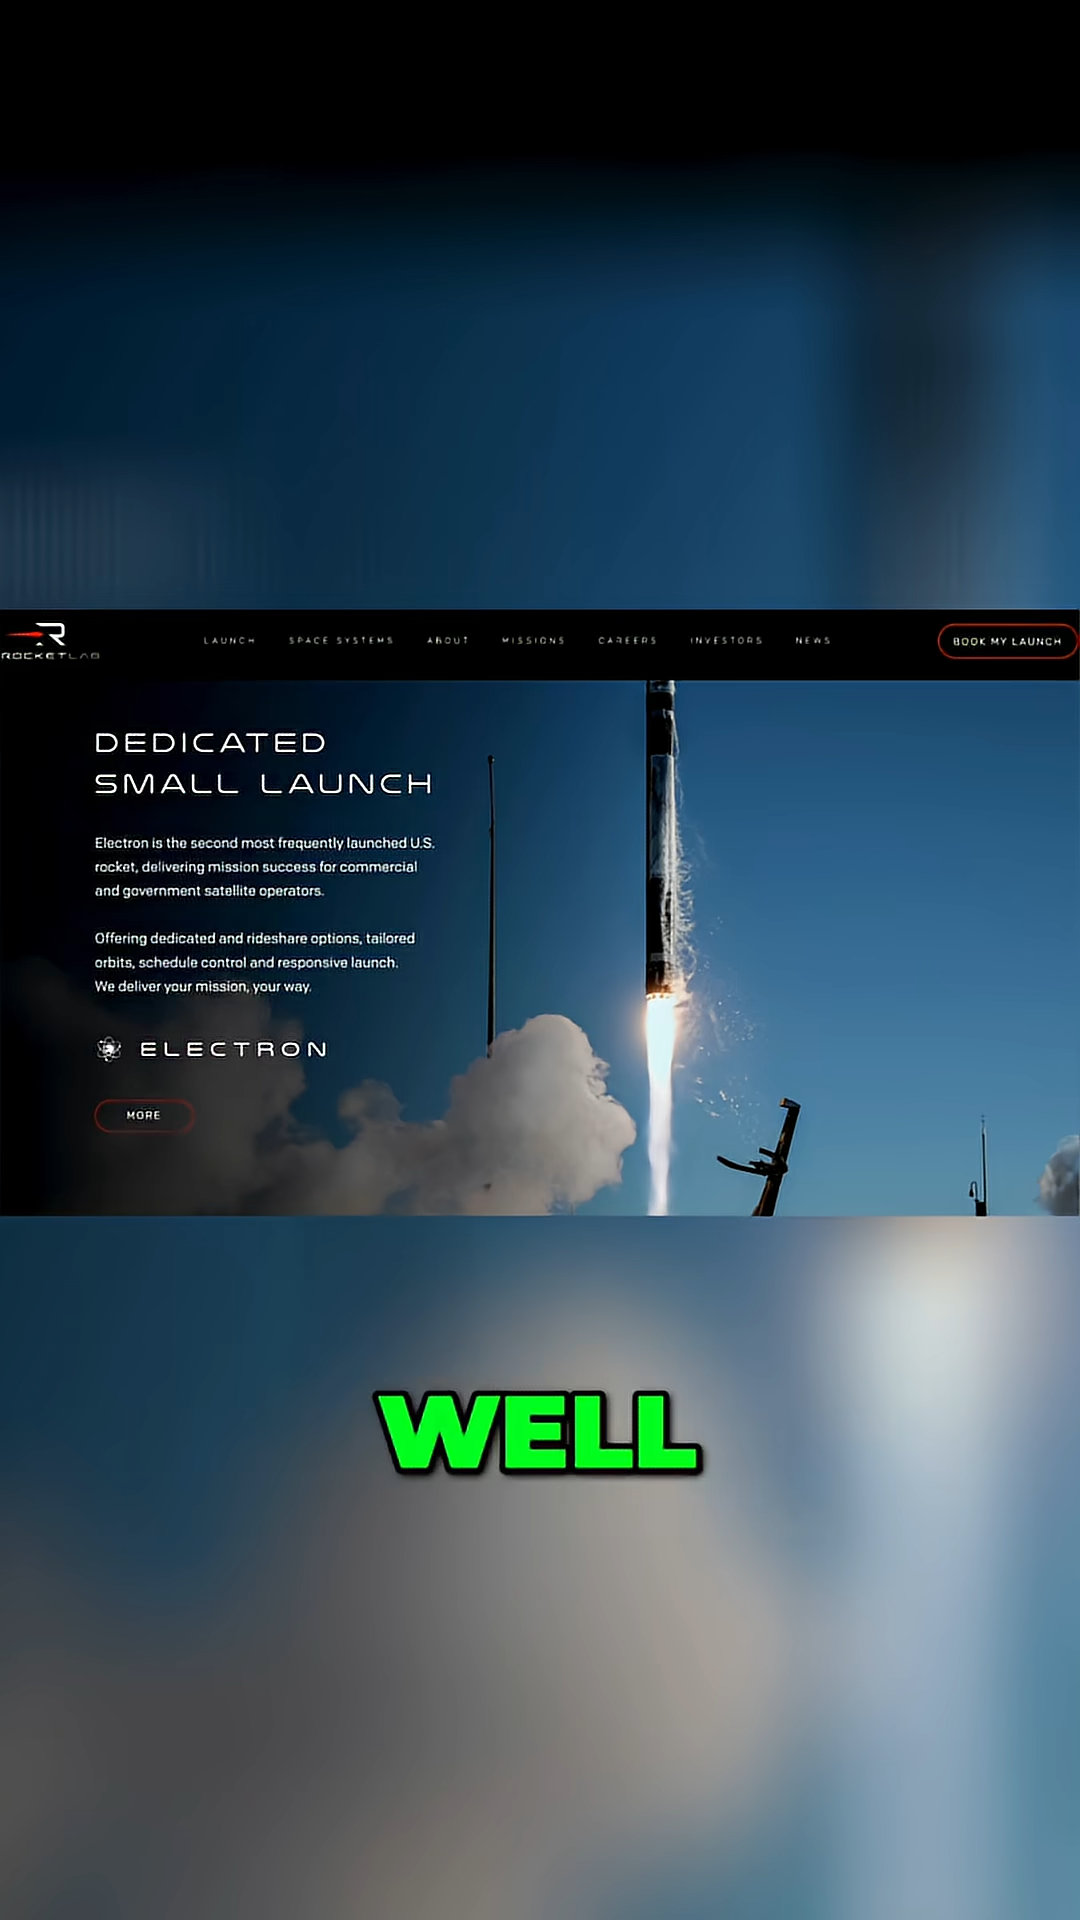 ROCKETLAB
LAUNCH SPACE SYSTEMS ABOUT MISSIONS CAREERS INVESTORS NEWS
BOOK MY LAUNCH
DEDICATED
SMALL LAUNCH
Electron is the second most frequently launched U.S.
rocket, delivering mission success for commercial
and government satellite operators.
Offering dedicated and rideshare options, tailored
orbits, schedule control and responsive launch.
We deliver your mission, your way.
ELECTRON
MORE
WELL